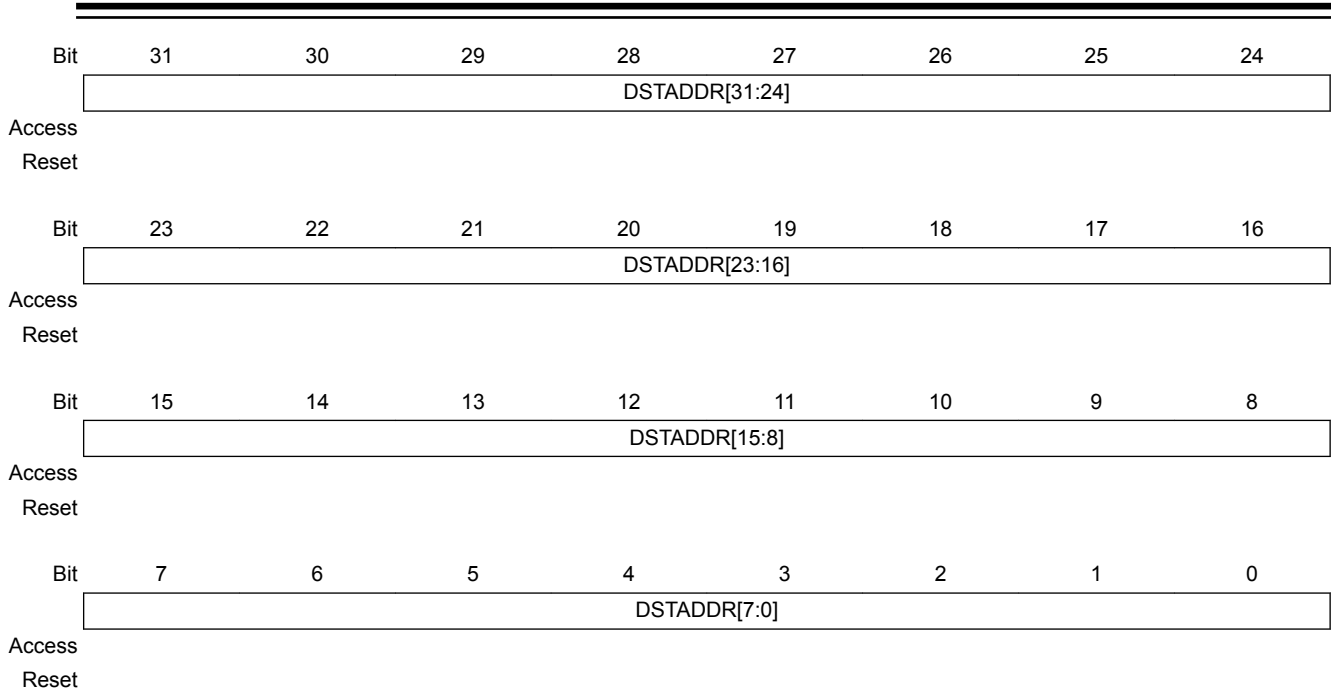 Bit 31 30 29 28 27 26 25 24
DSTADDR[31:24]
Access
Reset
Bit 23 22 21 20 19 18 17 16
DSTADDR[23:16]
Access
Reset
Bit 15 14 13 12 11 10 9 8
DSTADDR[15:8]
Access
Reset
Bit 7 6 5 4 3 2 1 0
DSTADDR[7:0]
Access
Reset